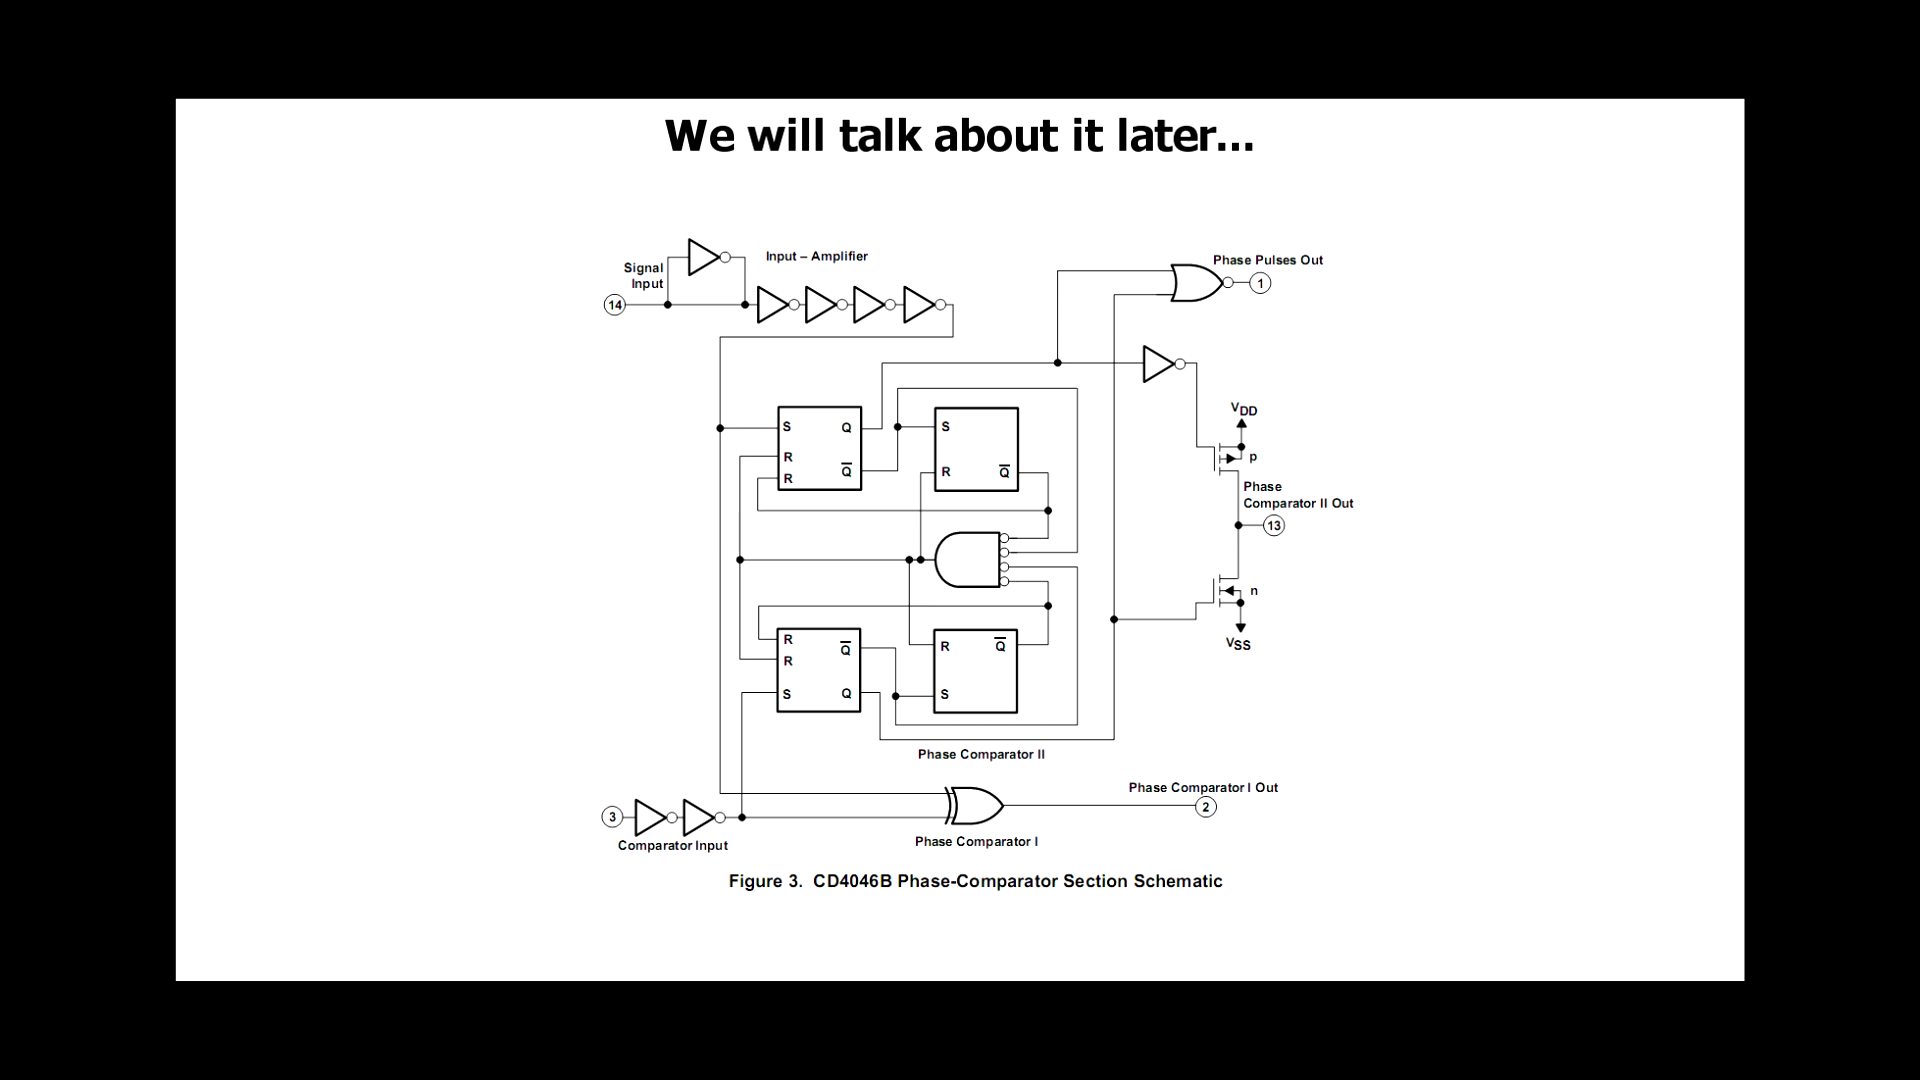 We will talk about it later...
Signal
Input
Input – Amplifier
14
Phase Pulses Out
1
S
Q
R
Q̅
R
S
R
Q̅
VDD
p
Phase
Comparator II Out
13
n
VSS
R
Q̅
R
S
Q
R
Q̅
S
Phase Comparator II
Phase Comparator I Out
2
3
Comparator Input
Phase Comparator I
Figure 3. CD4046B Phase-Comparator Section Schematic